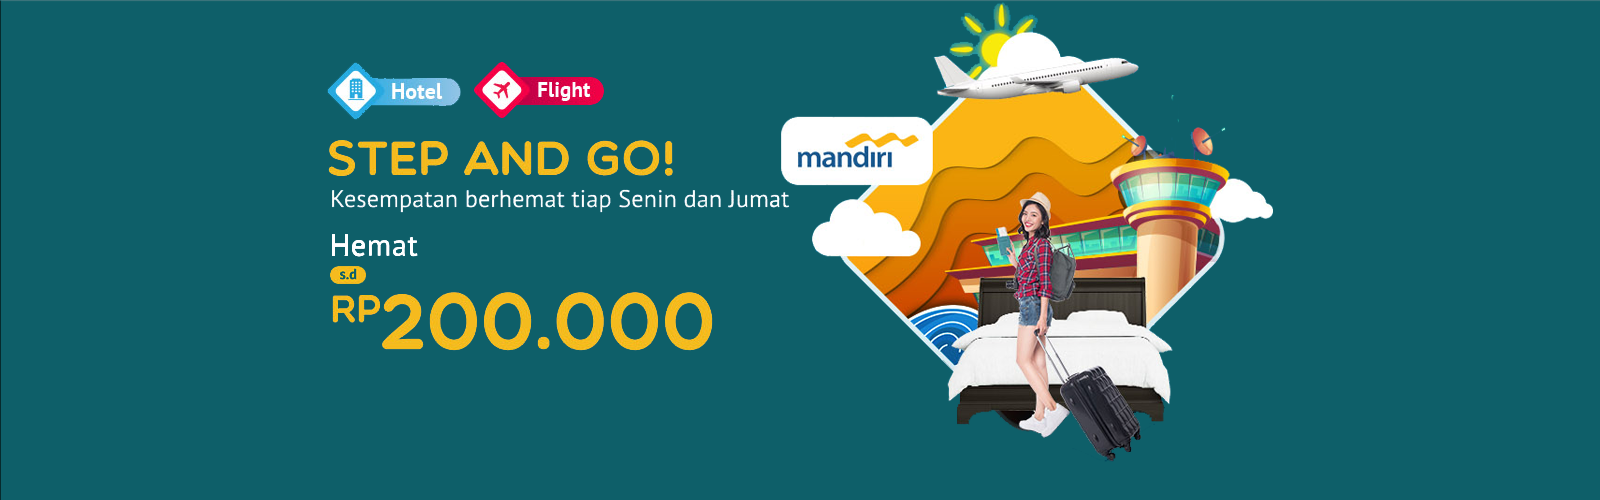 Hotel
Flight
STEP AND GO!
Kesempatan berhemat tiap Senin dan Jumat
Hemat
s.d
RP200.000
mandiri